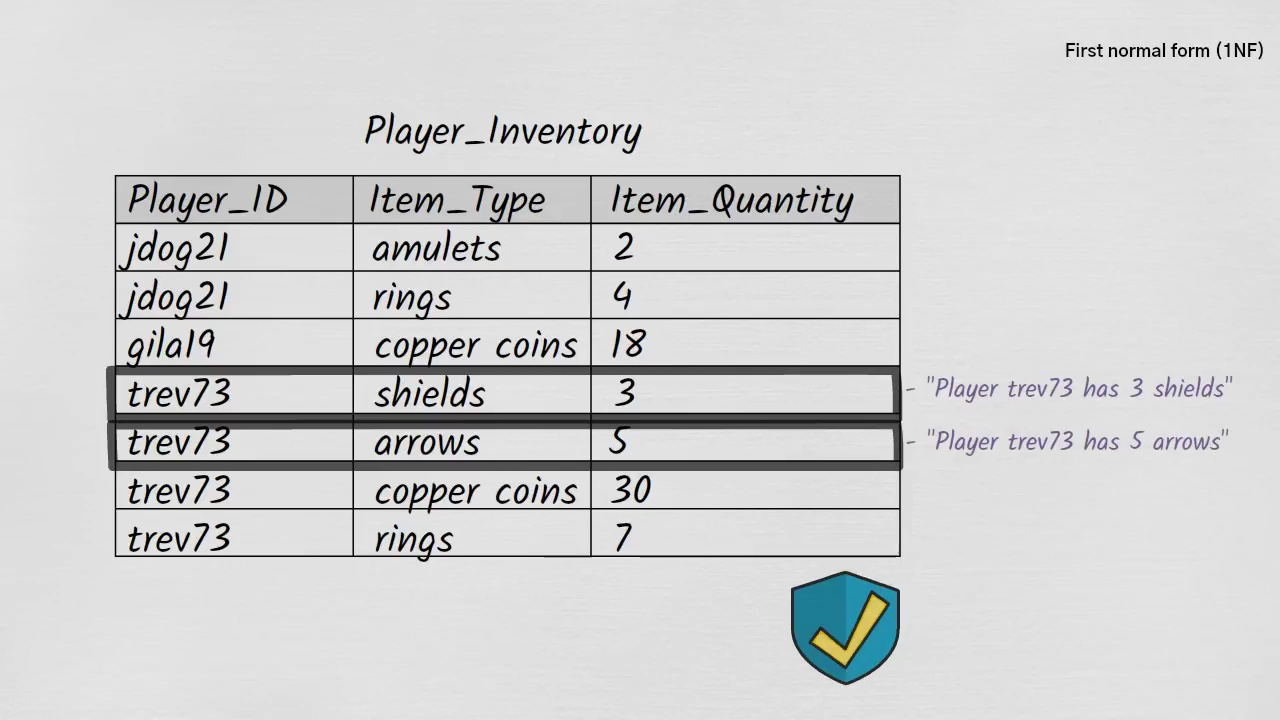 First normal form (1NF)
Player_Inventory
Player_ID Item_Type Item_Quantity
jdog21 amulets 2
jdog21 rings 4
gila19 copper coins 18
trev73 shields 3 - "Player trev73 has 3 shields"
trev73 arrows 5 - "Player trev73 has 5 arrows"
trev73 copper coins 30
trev73 rings 7